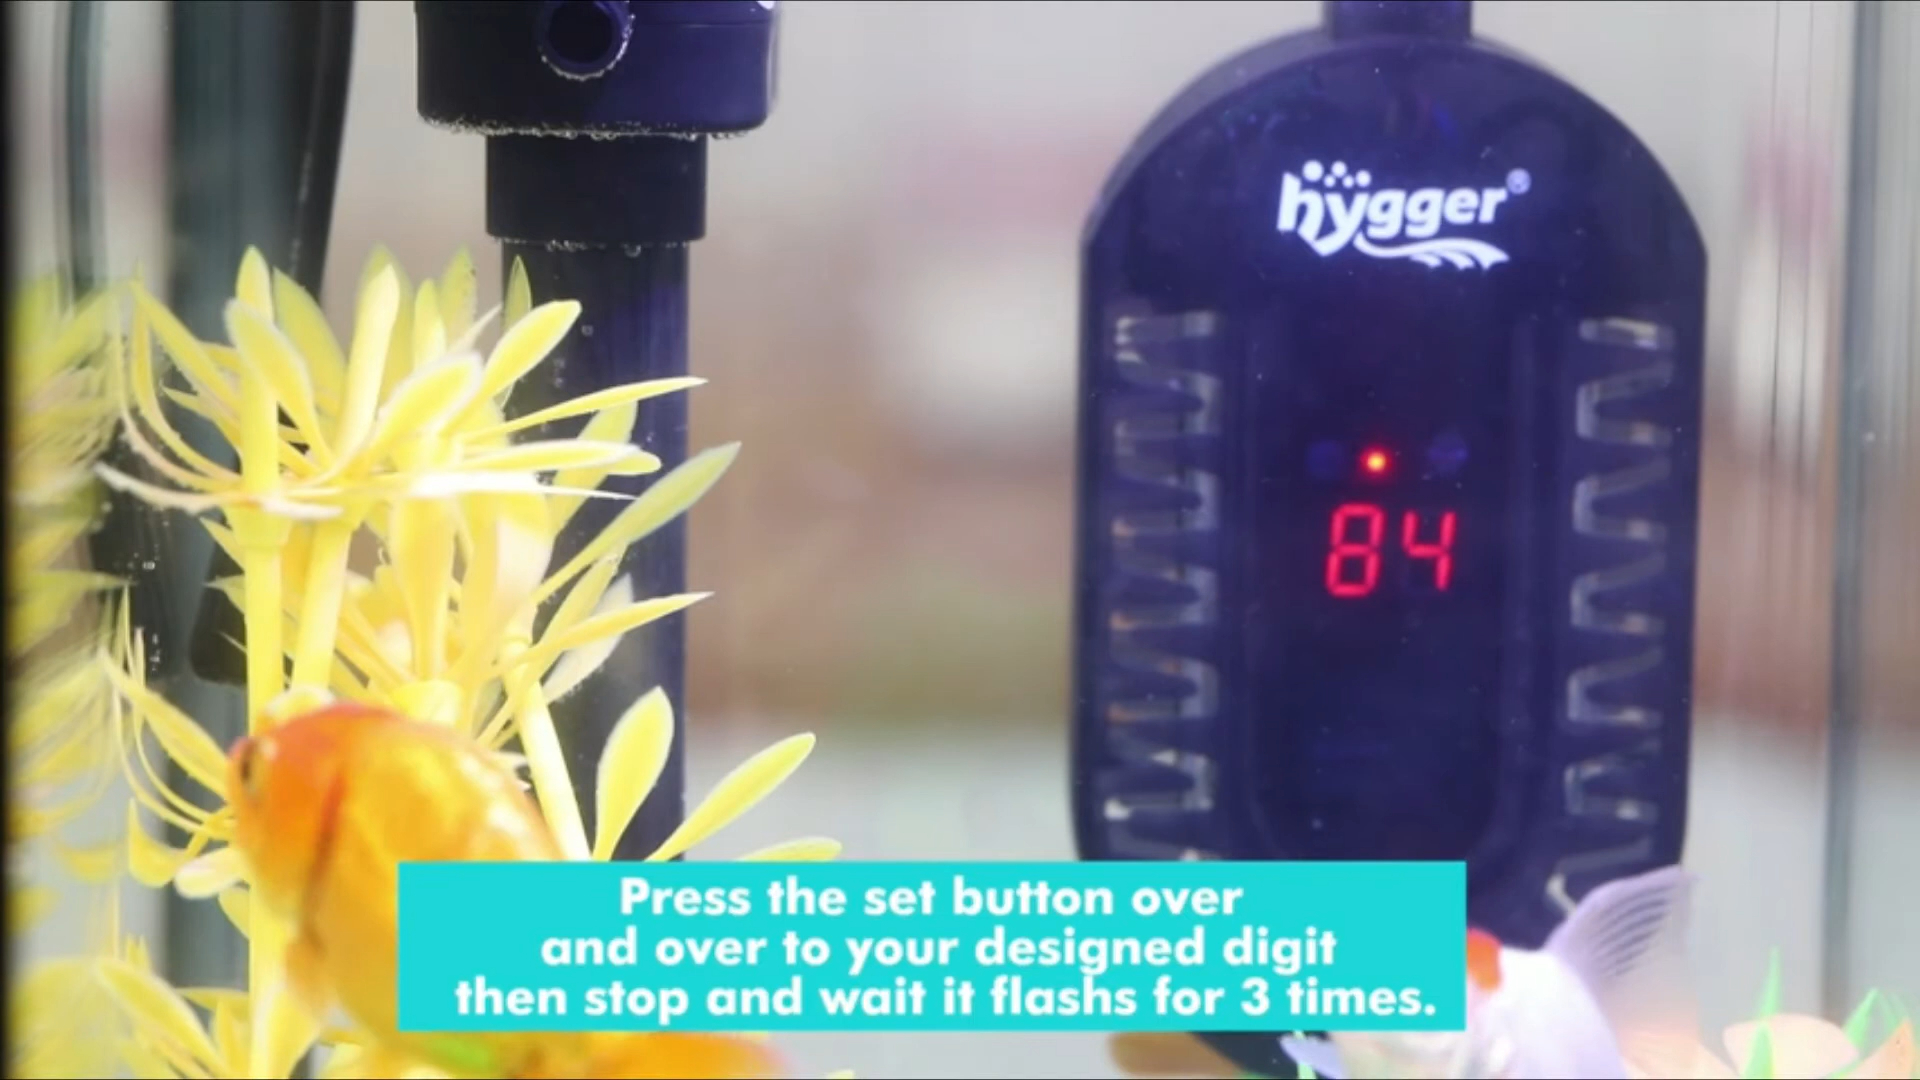 hygger®
84
Press the set button over
and over to your designed digit
then stop and wait it flashs for 3 times.